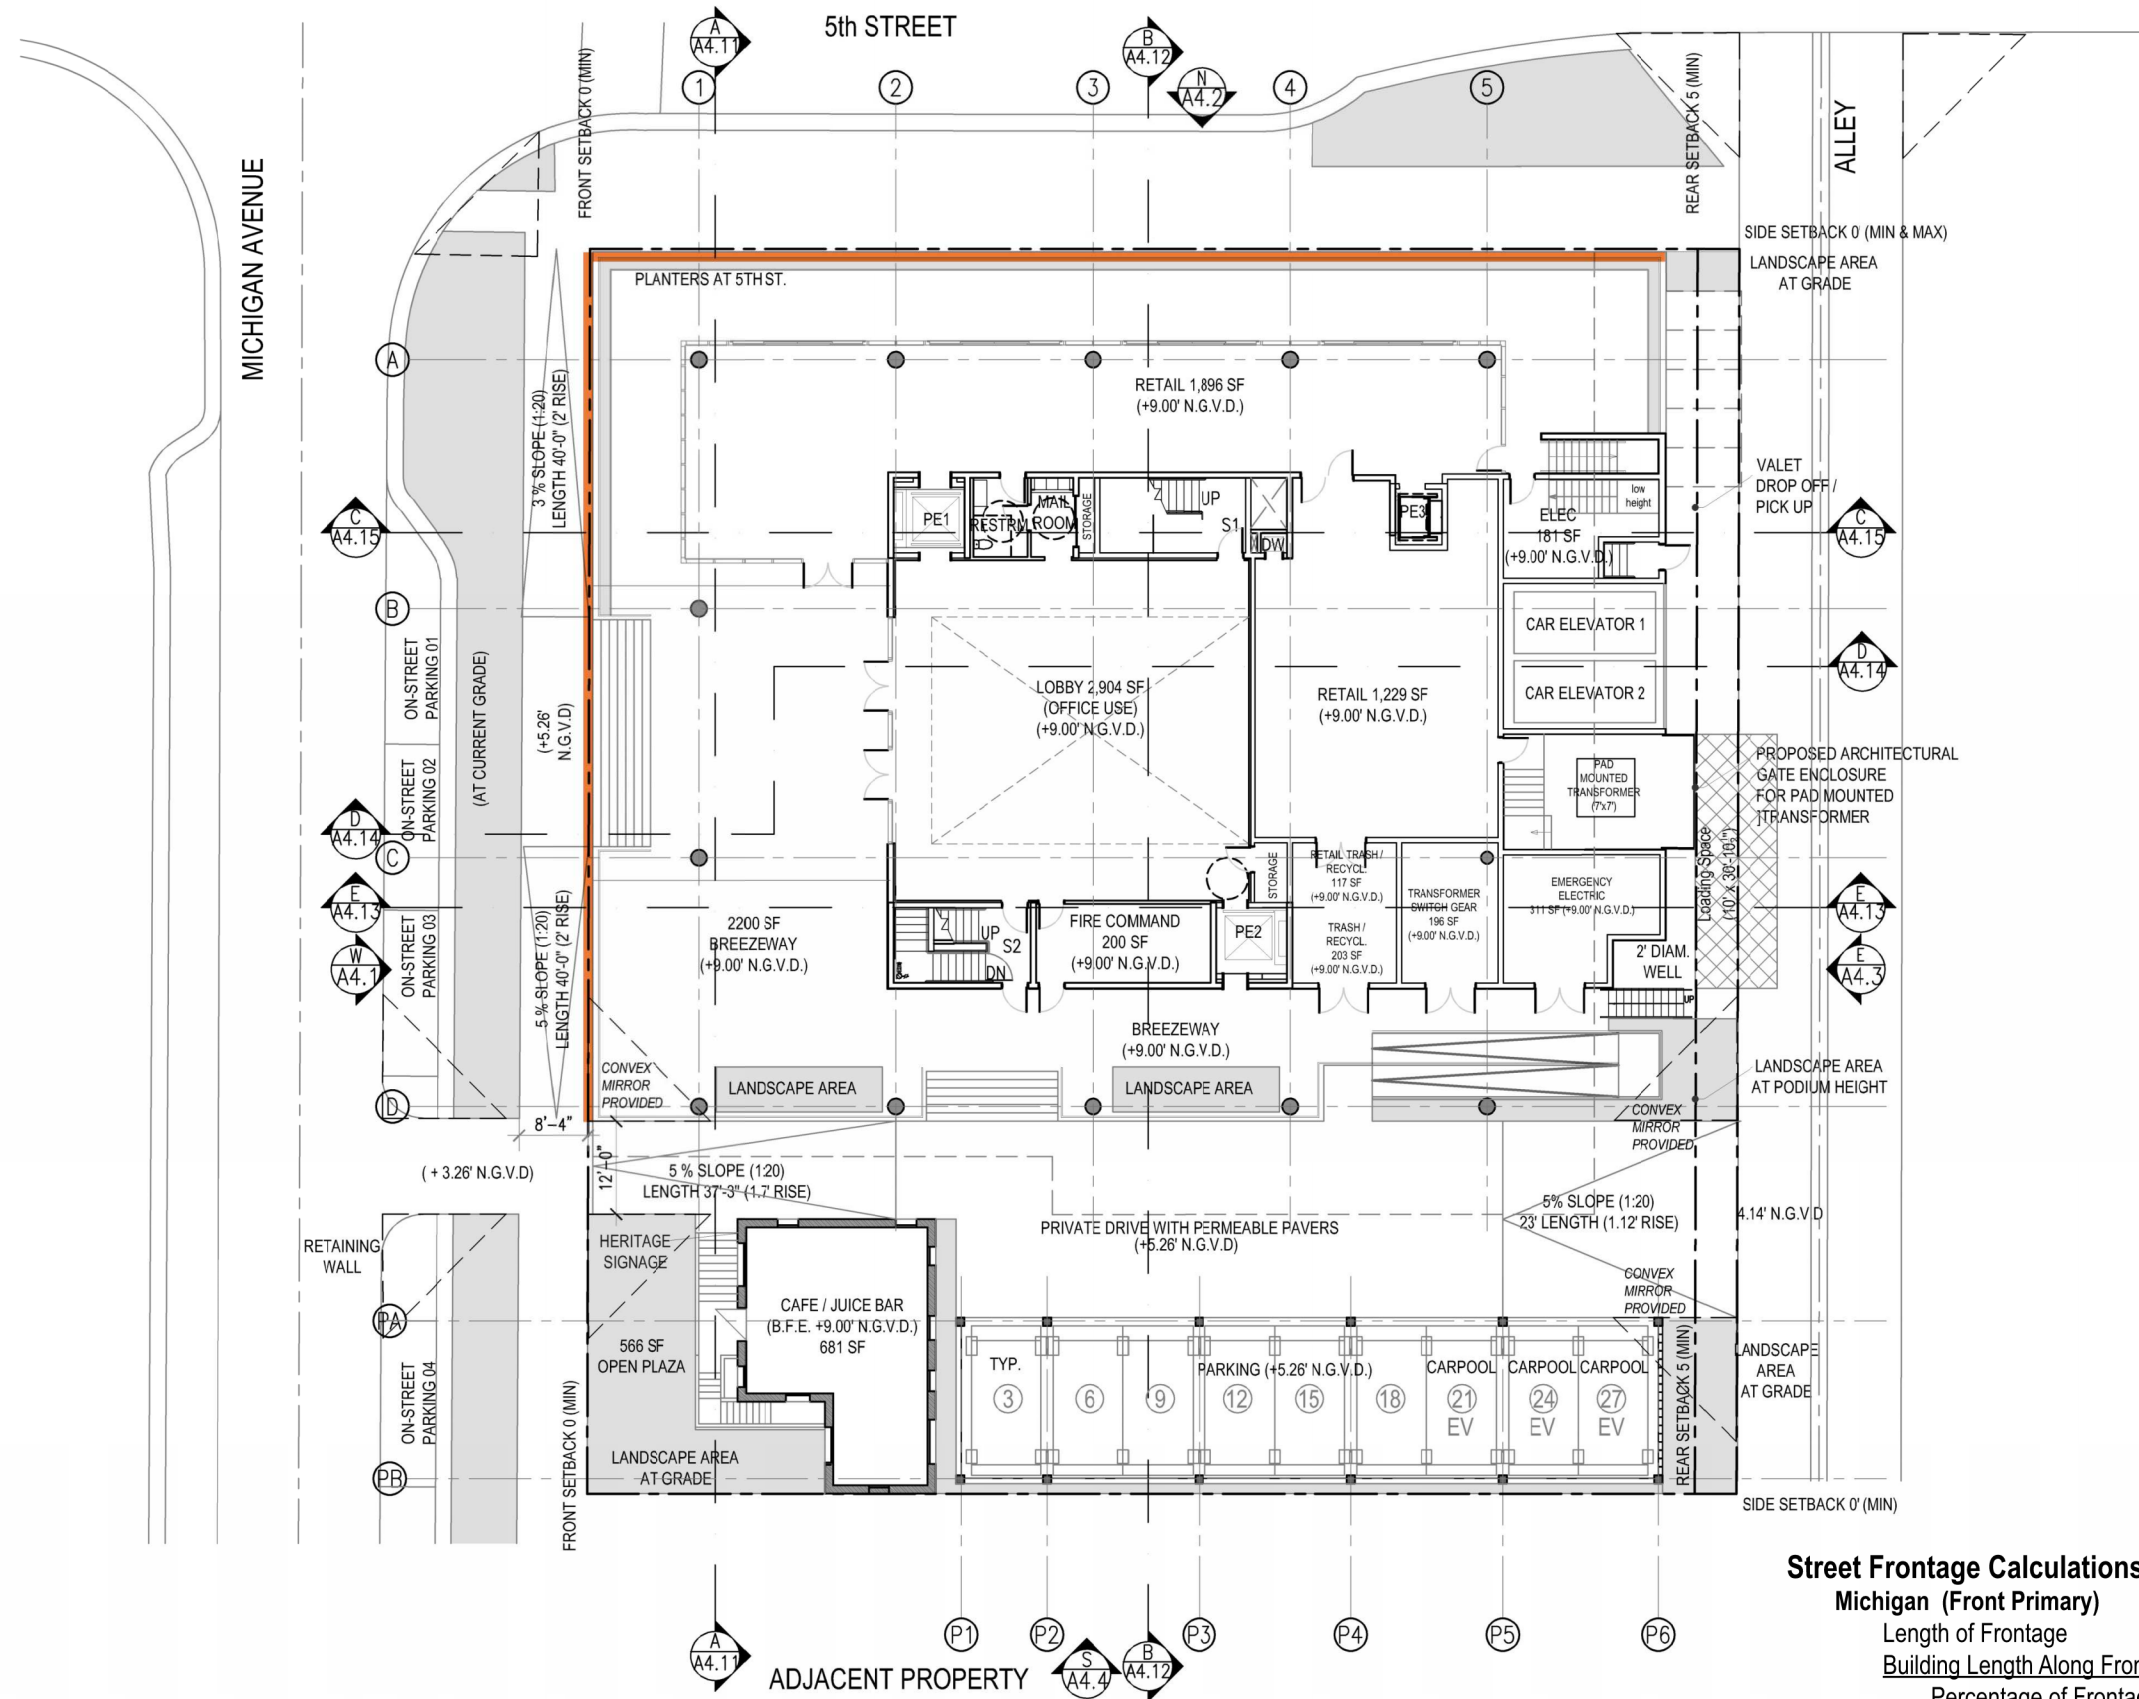 5th STREET
A
A4.11
B
A4.12
N
A4.2
1
2
3
4
5
FRONT SETBACK 0 (MIN)
REAR SETBACK 5 (MIN)
ALLEY
MICHIGAN AVENUE
SIDE SETBACK 0 (MIN & MAX)
LANDSCAPE AREA
AT GRADE
PLANTERS AT 5TH ST.
A
RETAIL 1,896 SF
(+9.00' N.G.V.D.)
3 % SLOPE (1:20)
LENGTH 40'-0" (2' RISE)
VALET
DROP OFF /
PICK UP
low
height
PE1
RESTRM
MAIL
ROOM
STORAGE
UP
S1
DW
PE3
ELEC
181 SF
(+9.00' N.G.V.D.)
C
A4.15
C
A4.15
B
CAR ELEVATOR 1
CAR ELEVATOR 2
D
A4.14
ON-STREET
PARKING 01
(AT CURRENT GRADE)
(+5.26'
N.G.V.D)
LOBBY 2,904 SF
(OFFICE USE)
(+9.00' N.G.V.D.)
RETAIL 1,229 SF
(+9.00' N.G.V.D.)
PAD
MOUNTED
TRANSFORMER
(7'x7')
PROPOSED ARCHITECTURAL
GATE ENCLOSURE
FOR PAD MOUNTED
]TRANSFORMER
ON-STREET
PARKING 02
D
A4.14
C
Loading Space
(10' x 30'-10")
STORAGE
RETAIL TRASH /
RECYCL.
117 SF
(+9.00' N.G.V.D.)
TRANSFORMER
SWITCH GEAR
196 SF
(+9.00' N.G.V.D.)
EMERGENCY
ELECTRIC
311 SF (+9.00' N.G.V.D.)
E
A4.13
E
A4.13
W
A4.1
E
A4.3
ON-STREET
PARKING 03
5 % SLOPE (1:20)
LENGTH 40'-0" (2' RISE)
2200 SF
BREEZEWAY
(+9.00' N.G.V.D.)
UP
S2
DN
FIRE COMMAND
200 SF
(+9.00' N.G.V.D.)
PE2
TRASH /
RECYCL.
203 SF
(+9.00' N.G.V.D.)
2' DIAM.
WELL
UP
BREEZEWAY
(+9.00' N.G.V.D.)
CONVEX
MIRROR
PROVIDED
LANDSCAPE AREA
LANDSCAPE AREA
LANDSCAPE AREA
AT PODIUM HEIGHT
D
8'–4"
CONVEX
MIRROR
PROVIDED
( + 3.26' N.G.V.D)
12'–0"
5 % SLOPE (120)
LENGTH 37'-3" (1.7' RISE)
5% SLOPE (1:20)
23' LENGTH (1.12' RISE)
4.14' N.G.V.D
PRIVATE DRIVE WITH PERMEABLE PAVERS
(+5.26' N.G.V.D)
RETAINING
WALL
HERITAGE
SIGNAGE
CONVEX
MIRROR
PROVIDED
CAFE / JUICE BAR
(B.F.E. +9.00' N.G.V.D.)
681 SF
PA
566 SF
OPEN PLAZA
TYP.
PARKING (+5.26' N.G.V.D.)
CARPOOL
CARPOOL
CARPOOL
3
6
9
12
15
18
21
EV
24
EV
27
EV
REAR SETBACK 5 (MIN)
LANDSCAPE
AREA
AT GRADE
ON-STREET
PARKING 04
FRONT SETBACK 0 (MIN)
LANDSCAPE AREA
AT GRADE
PB
SIDE SETBACK 0' (MIN)
P1
P2
P3
P4
P5
P6
A
A4.11
ADJACENT PROPERTY
S
A4.4
B
A4.12
Street Frontage Calculations
Michigan (Front Primary)
Length of Frontage
Building Length Along Fron
Percentage of Frontag